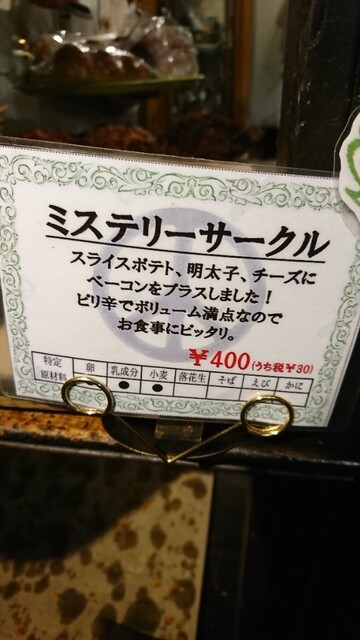 ミステリーサークル
スライスポテト、明太子、チーズに
ベーコンをプラスしました！
ピリ辛でボリューム満点なので
お食事にピッタリ。
￥400(うち税￥30)
特定原材料 卵 乳成分 小麦 落花生 そば えび かに
● ●